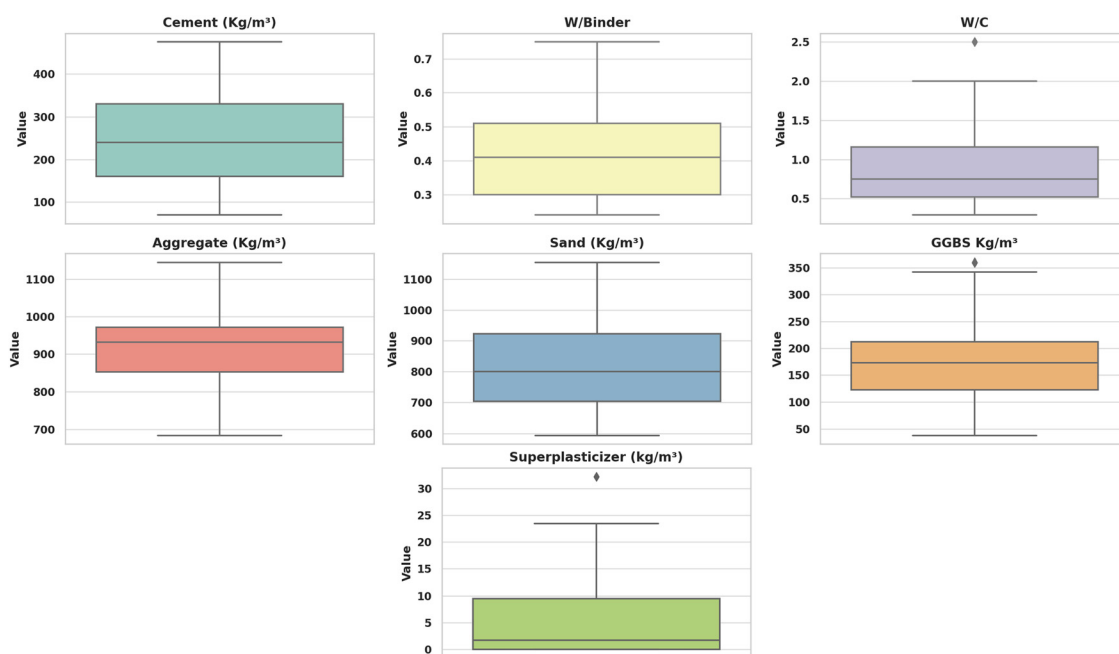 Cement (Kg/m³)
W/Binder
W/C
Value
400
300
200
100
Value
0.7
0.6
0.5
0.4
0.3
Value
2.5
2.0
1.5
1.0
0.5
Aggregate (Kg/m³)
Sand (Kg/m³)
GGBS Kg/m³
Value
1100
1000
900
800
700
Value
1100
1000
900
800
700
600
Value
350
300
250
200
150
100
50
Superplasticizer (kg/m³)
Value
30
25
20
15
10
5
0